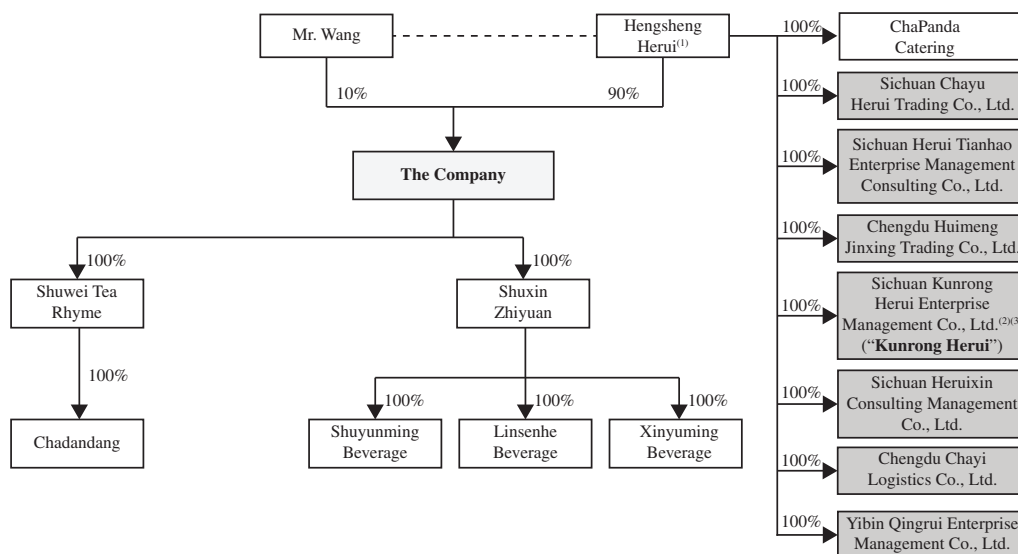 Mr. Wang
Hengsheng
Herui(1)
100%
ChaPanda
Catering
10%
90%
100%
Sichuan Chayu
Herui Trading Co., Ltd.
The Company
100%
Sichuan Herui Tianhao
Enterprise Management
Consulting Co., Ltd.
100%
Chengdu Huimeng
Jinxing Trading Co., Ltd.
100%
100%
Shuwei Tea
Rhyme
Shuxin
Zhiyuan
100%
Sichuan Kunrong
Herui Enterprise
Management Co., Ltd.(2)(3
(“Kunrong Herui”)
100%
100%
100%
100%
Chadandang
Shuyunming
Beverage
Linsenhe
Beverage
Xinyuming
Beverage
100%
Sichuan Heruixin
Consulting Management
Co., Ltd.
100%
Chengdu Chayi
Logistics Co., Ltd.
100%
Yibin Qingrui Enterprise
Management Co., Ltd.